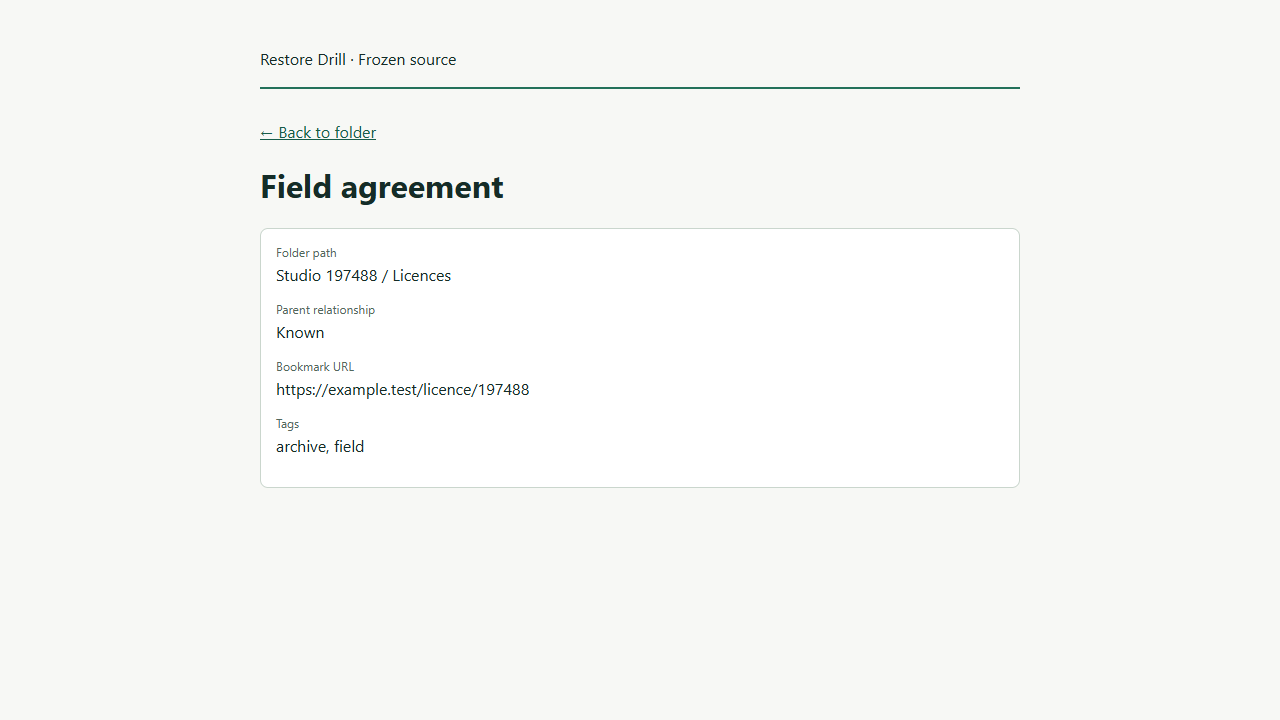 Restore Drill · Frozen source
← Back to folder
Field agreement
Folder path
Studio 197488 / Licences
Parent relationship
Known
Bookmark URL
https://example.test/licence/197488
Tags
archive, field